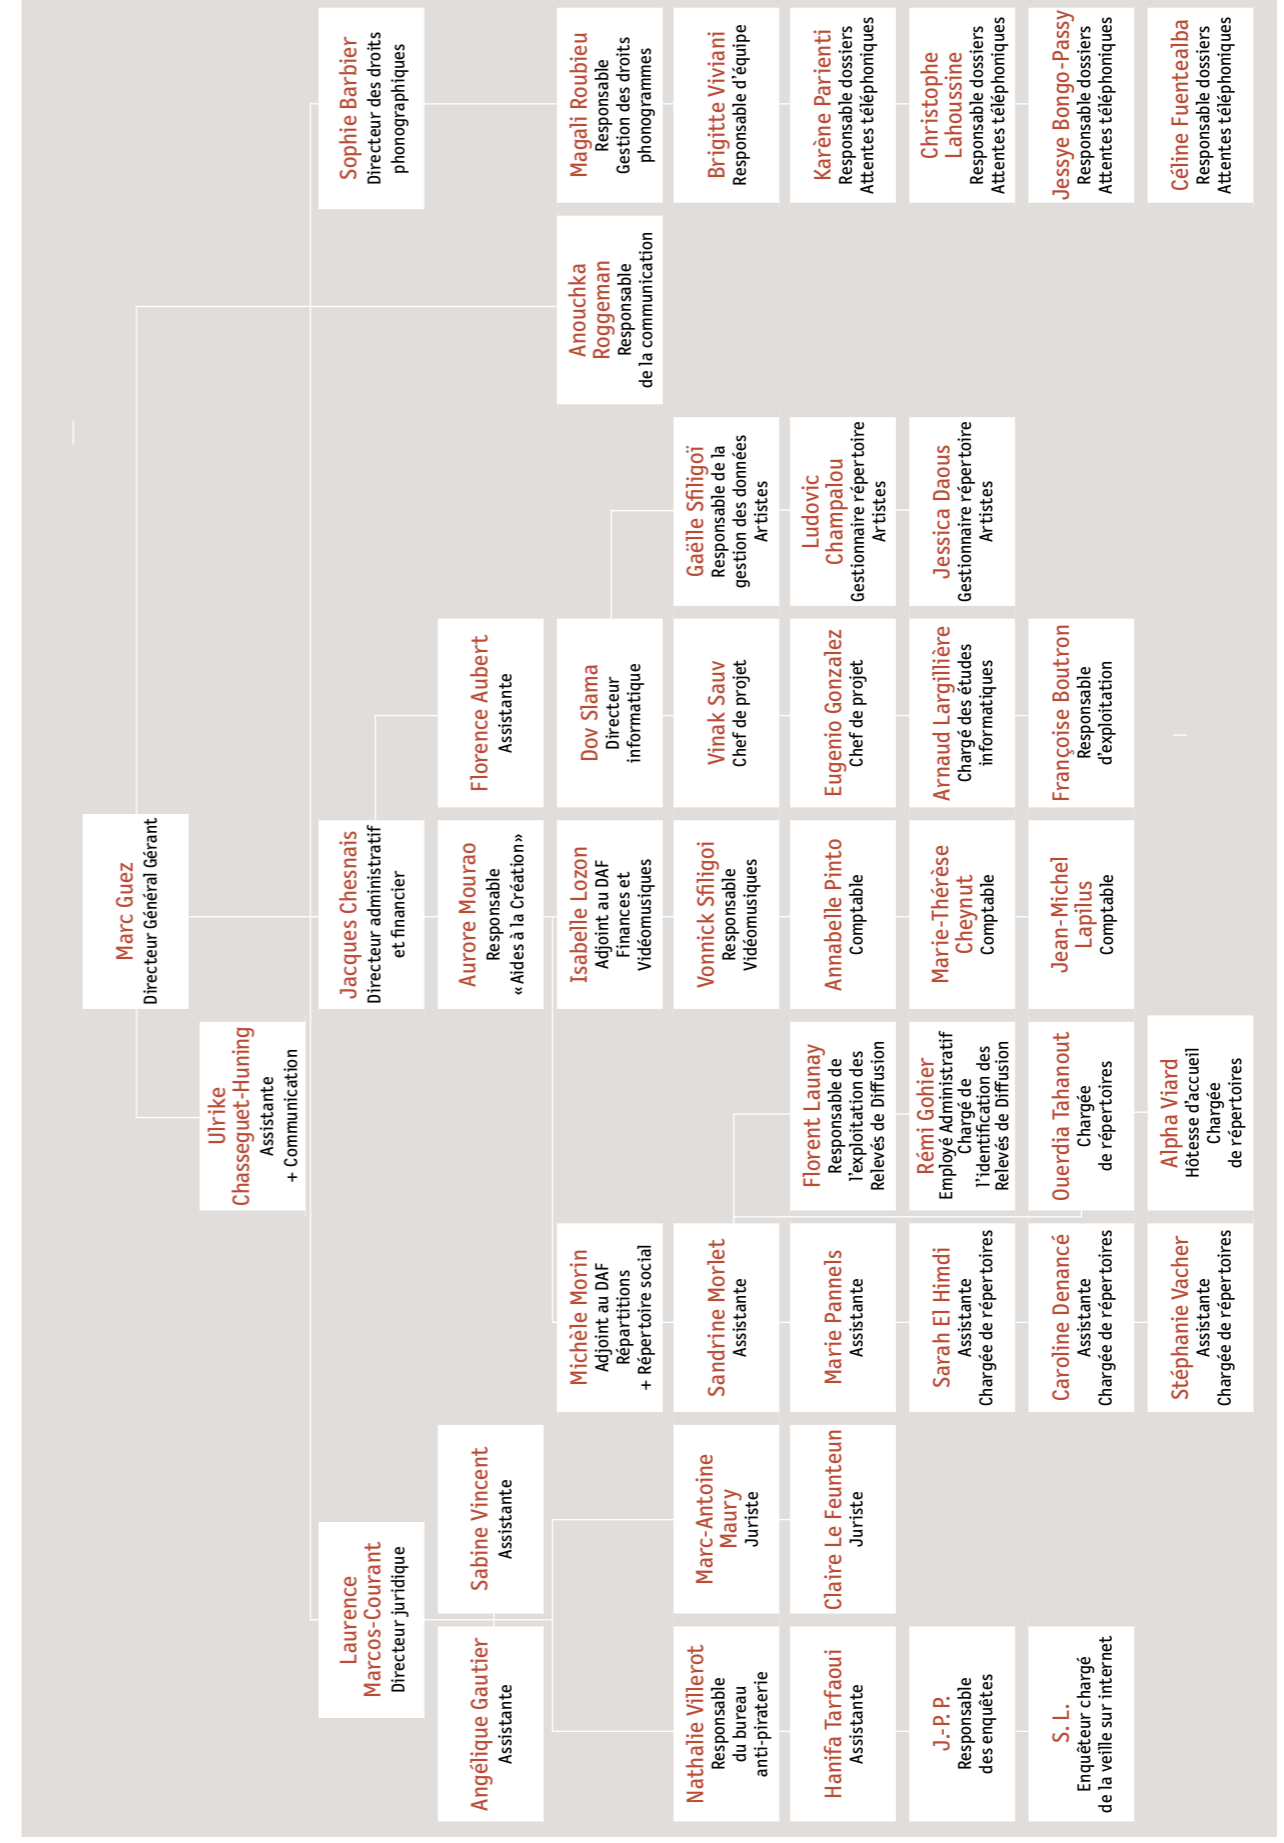 Marc Guez
Directeur Général Gérant
Ulrike
Chasseguet-Huning
Assistante
+ Communication
Laurence
Marcos-Courant
Directeur juridique
Jacques Chesnais
Directeur administratif
et financier
Sophie Barbier
Directeur des droits
phonographiques
Angélique Gautier
Assistante
Sabine Vincent
Assistante
Aurore Mourao
Responsable
« Aides à la Création»
Florence Aubert
Assistante
Michèle Morin
Adjoint au DAF
Répartitions
+ Répertoire social
Isabelle Lozon
Adjoint au DAF
Finances et
Vidéomusiques
Dov Slama
Directeur
informatique
Anouchka
Roggeman
Responsable
de la communication
Magali Roubieu
Responsable
Gestion des droits
phonogrammes
Nathalie Villerot
Responsable
du bureau
anti-piraterie
Marc-Antoine
Maury
Juriste
Sandrine Morlet
Assistante
Vonnick Sfiligoi
Responsable
Vidéomusiques
Vinak Sauv
Chef de projet
Gaëlle Sfiligoï
Responsable de la
gestion des données
Artistes
Brigitte Viviani
Responsable d'équipe
Hanifa Tarfaoui
Assistante
Claire Le Feunteun
Juriste
Marie Pannels
Assistante
Florent Launay
Responsable de
l'exploitation des
Relevés de Diffusion
Annabelle Pinto
Comptable
Eugenio Gonzalez
Chef de projet
Ludovic
Champalou
Gestionnaire répertoire
Artistes
Karène Parienti
Responsable dossiers
Attentes téléphoniques
J.-P. P.
Responsable
des enquêtes
Sarah El Himdi
Assistante
Chargée de répertoires
Rémi Gohier
Employé Administratif
Chargé de
l'identification des
Relevés de Diffusion
Marie-Thérèse
Cheynut
Comptable
Arnaud Largillière
Chargé des études
informatiques
Jessica Daous
Gestionnaire répertoire
Artistes
Christophe
Lahoussine
Responsable dossiers
Attentes téléphoniques
S. L.
Enquêteur chargé
de la veille sur internet
Caroline Denancé
Assistante
Chargée de répertoires
Ouerdia Tahanout
Chargée
de répertoires
Jean-Michel
Lapilus
Comptable
Françoise Boutron
Responsable
d'exploitation
Jessye Bongo-Passy
Responsable dossiers
Attentes téléphoniques
Stéphanie Vacher
Assistante
Chargée de répertoires
Alpha Viard
Hôtesse d'accueil
Chargée
de répertoires
Céline Fuentealba
Responsable dossiers
Attentes téléphoniques